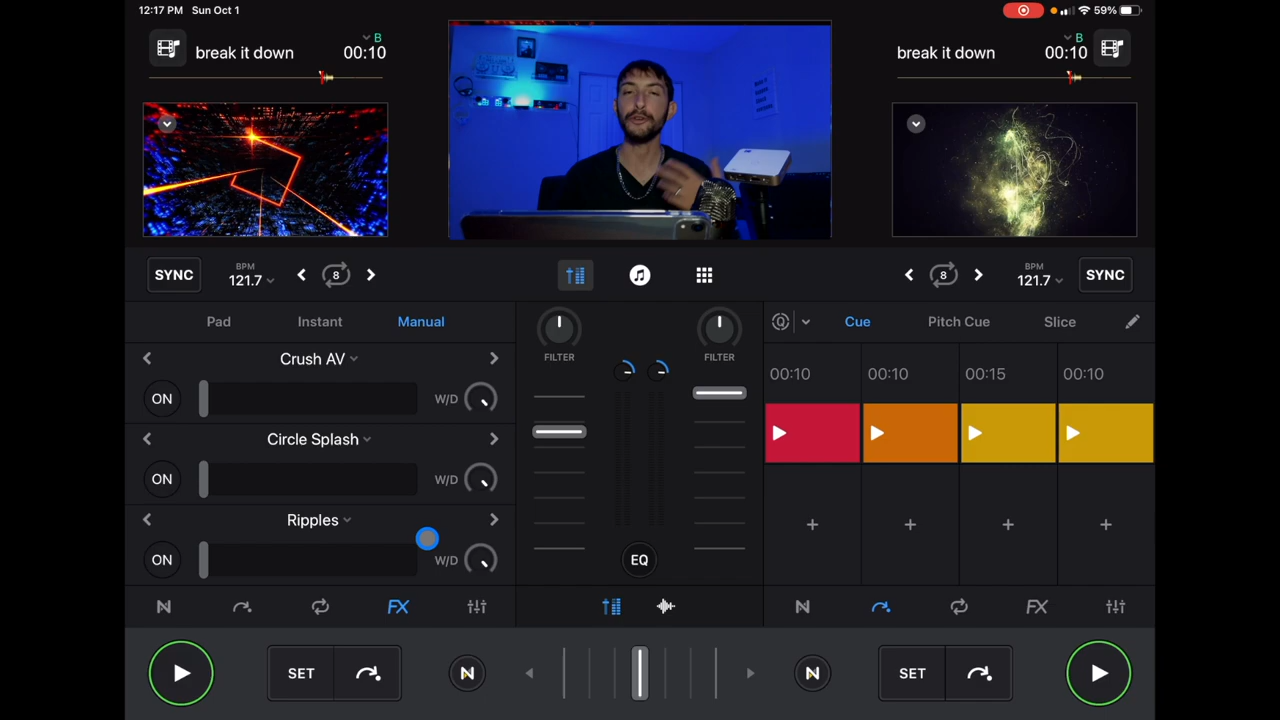 12:17 PM Sun Oct 1
59%
break it down
B
00:10
break it down
B
00:10
SYNC
BPM
121.7
8
8
BPM
121.7
SYNC
Pad
Instant
Manual
FILTER
FILTER
Q
Cue
Pitch Cue
Slice
Crush AV
ON
W/D
Circle Splash
ON
W/D
Ripples
ON
W/D
EQ
00:10
00:10
00:15
00:10
N
FX
N
FX
SET
N
N
SET